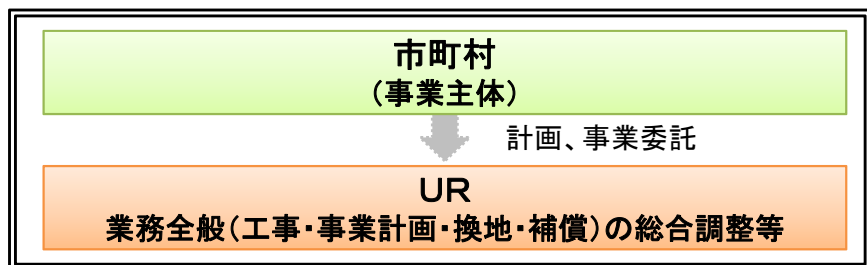 市町村
（事業主体）
計画、事業委託
ＵＲ
業務全般（工事・事業計画・換地・補償）の総合調整等